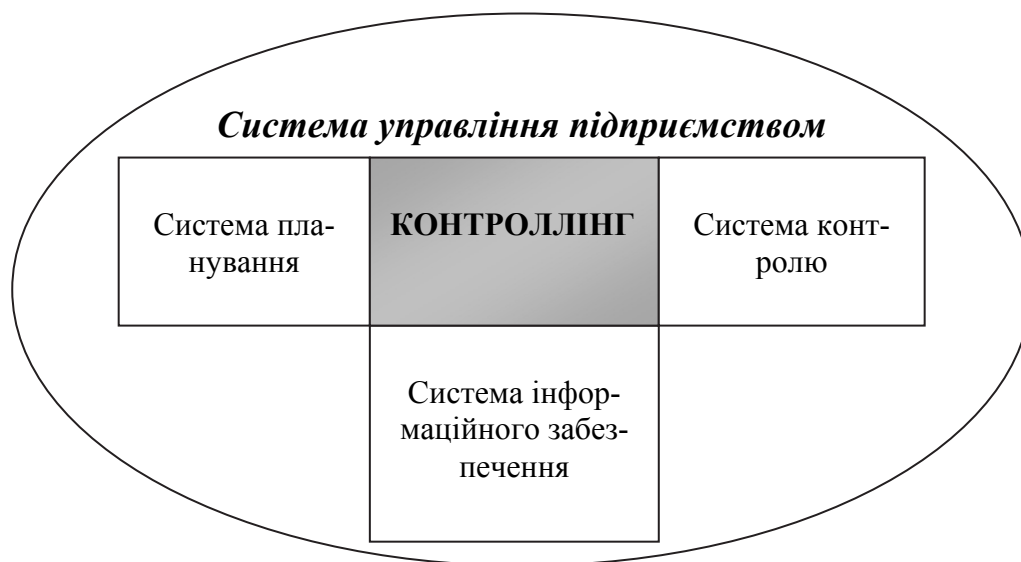 Система управління підприємством
Система пла-
нування
КОНТРОЛЛІНГ
Система конт-
ролю
Система інфор-
маційного забез-
печення